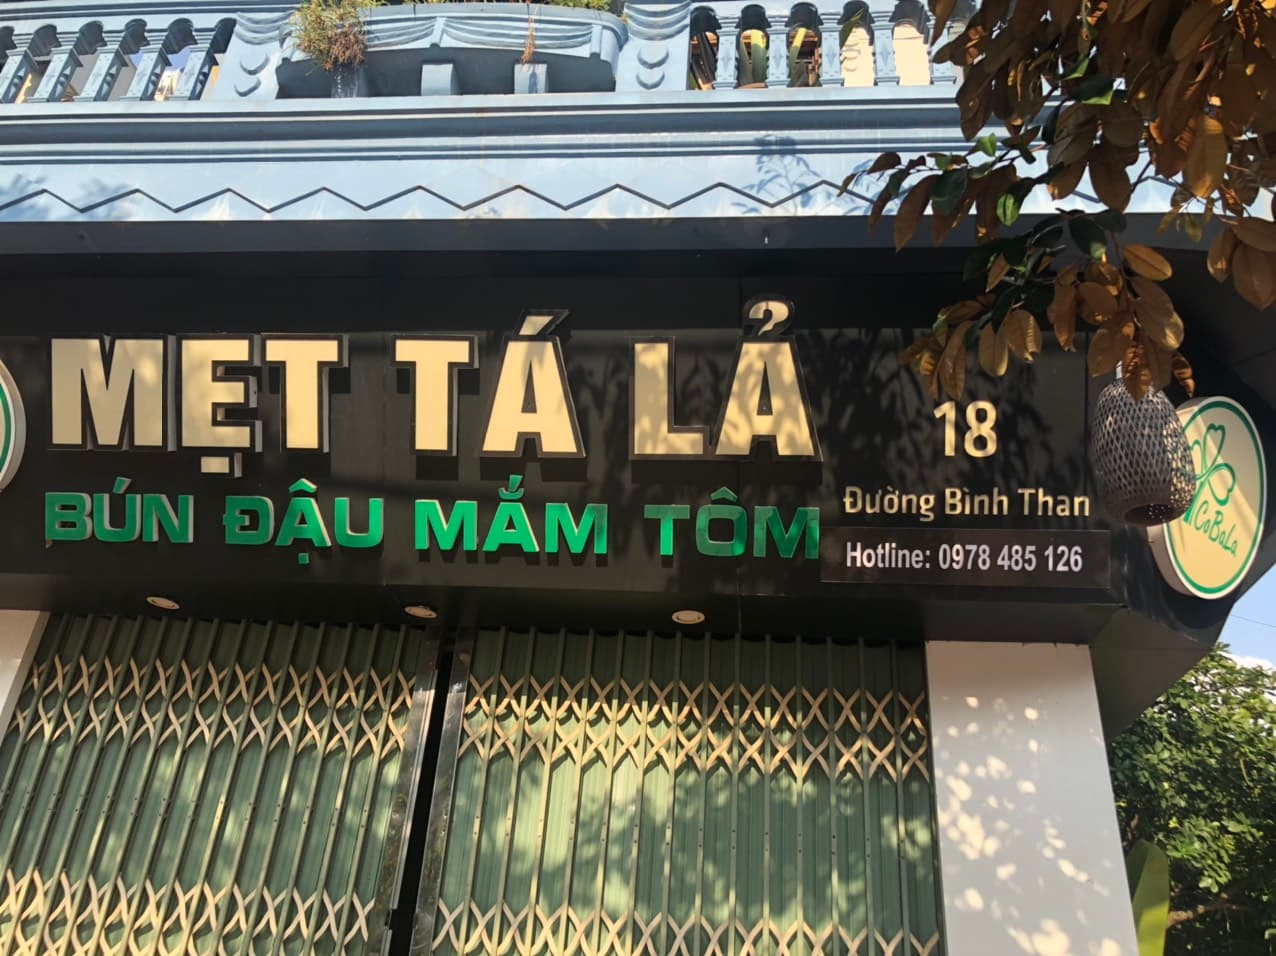 MẸT TÁ LẢ
BÚN ĐẬU MẮM TÔM
18
Đường Bình Than
Hotline: 0978 485 126
CoBaLa